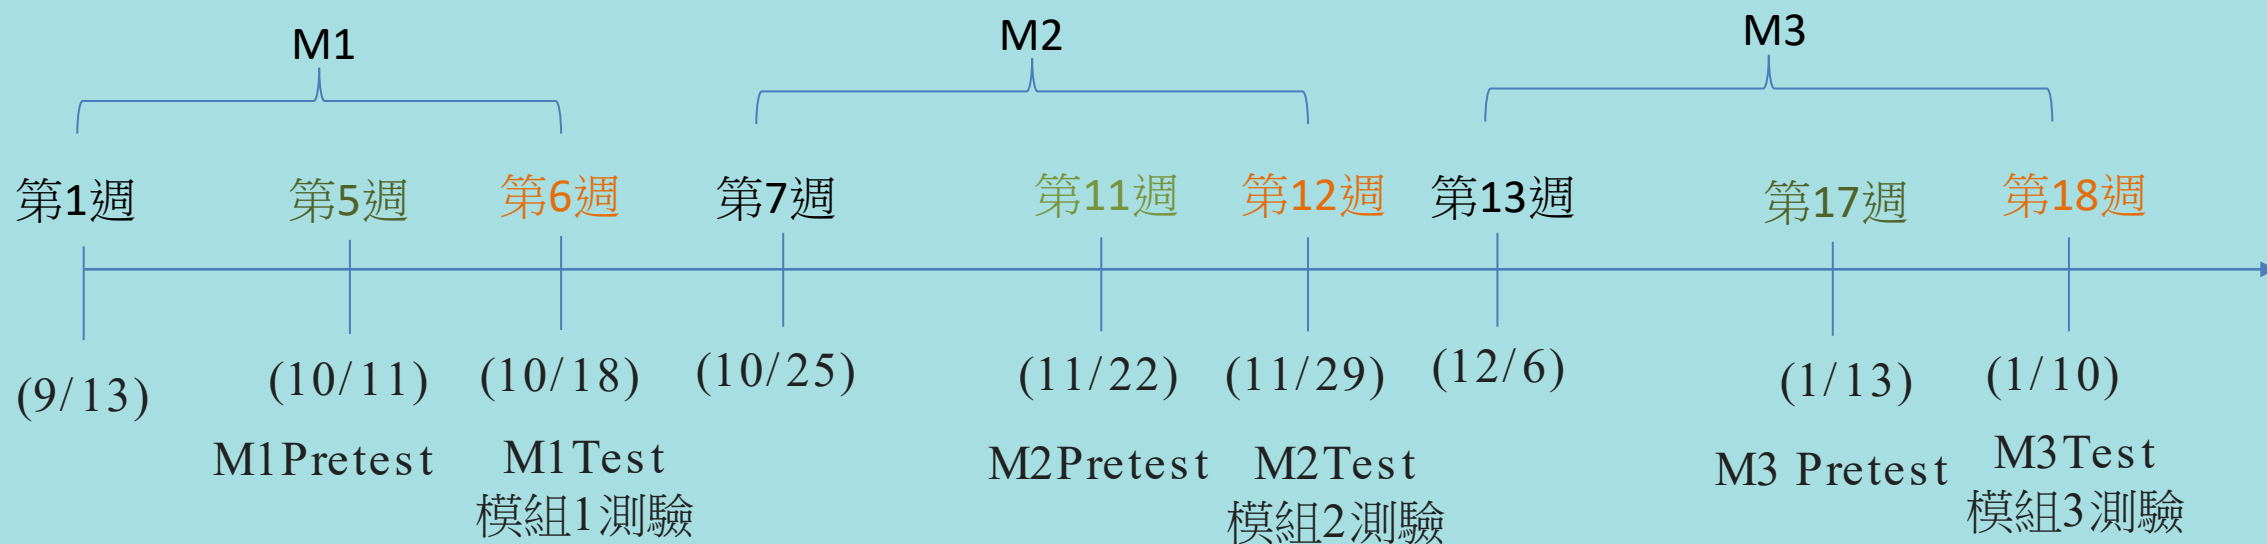 M1
M2
M3
第1週
第5週
第6週
第7週
第11週
第12週
第13週
第17週
第18週
(9/13)
(10/11)
(10/18)
(10/25)
(11/22)
(11/29)
(12/6)
(1/13)
(1/10)
M1Pretest
M1Test
模組1測驗
M2Pretest
M2Test
模組2測驗
M3 Pretest
M3Test
模組3測驗